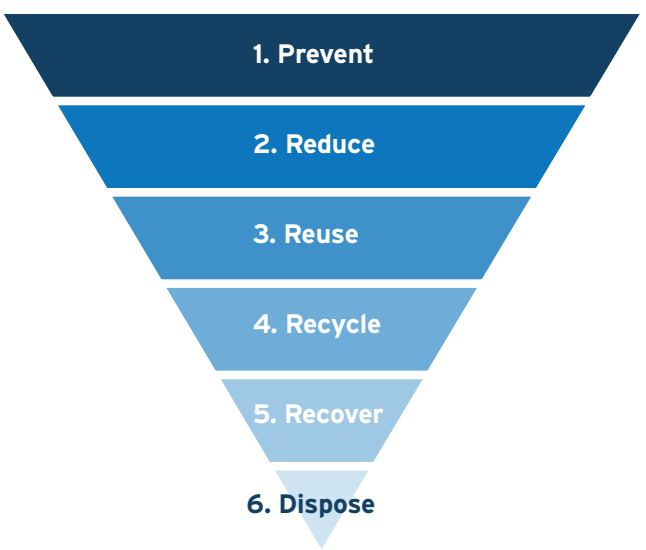 1. Prevent
2. Reduce
3. Reuse
4. Recycle
5. Recover
6. Dispose